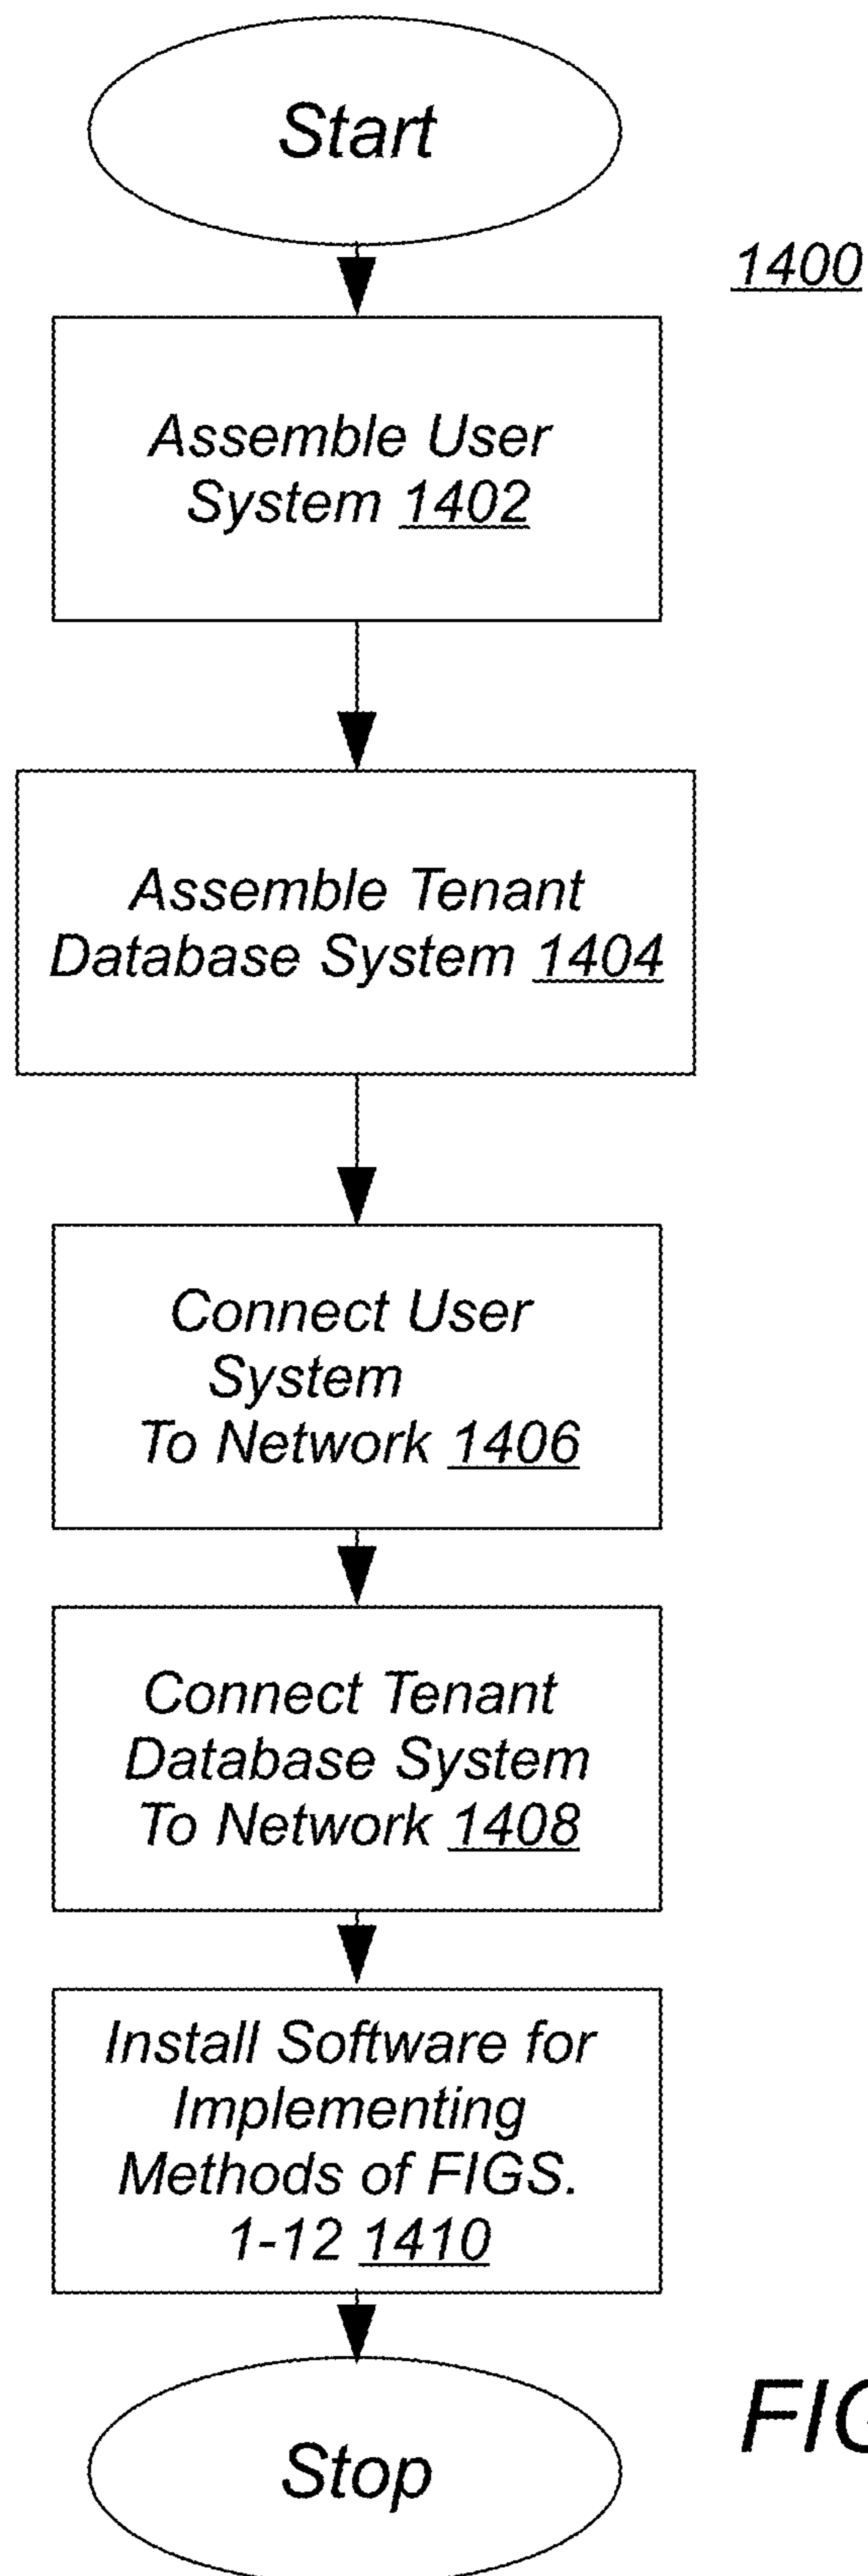 Start
1400
Assemble User
System 1402
Assemble Tenant
Database System 1404
Connect User
System
To Network 1406
Connect Tenant
Database System
To Network 1408
Install Software for
Implementing
Methods of FIGS.
1-12 1410
Stop